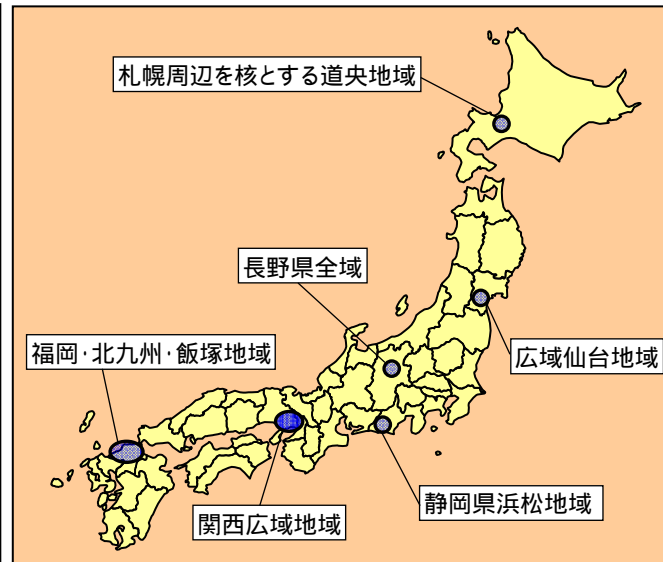 札幌周辺を核とする道央地域
長野県全域
福岡・北九州・飯塚地域
広域仙台地域
静岡県浜松地域
関西広域地域